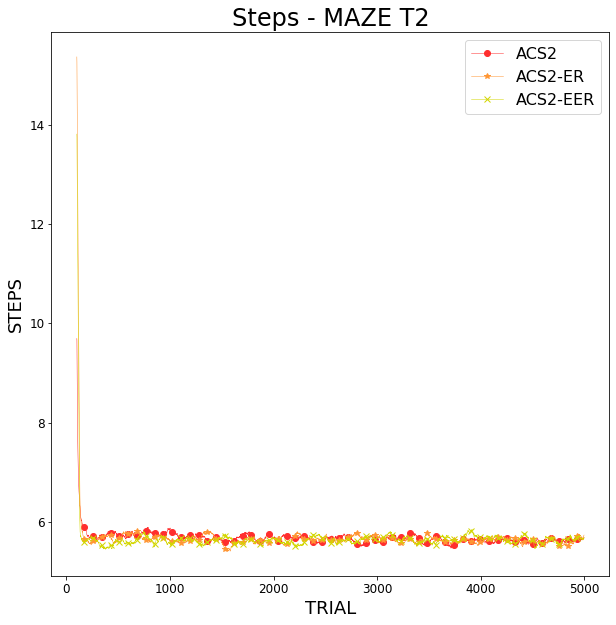 Steps - MAZE T2
ACS2
ACS2-ER
ACS2-EER
STEPS
14
12
10
8
6
0
1000
2000
3000
4000
5000
TRIAL